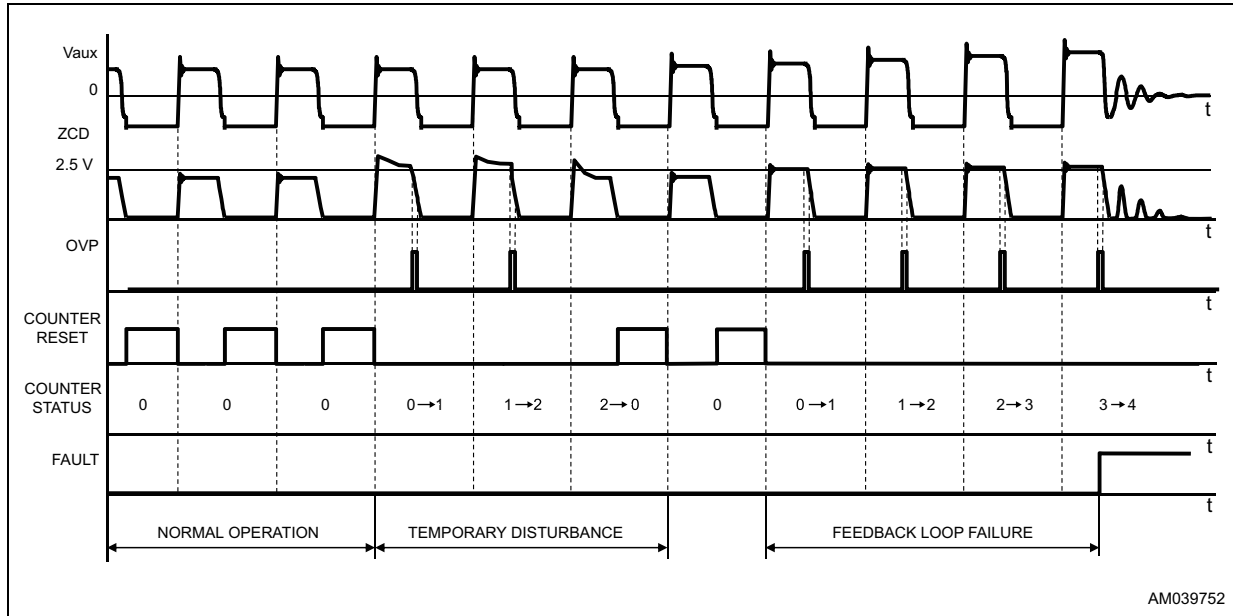 Vaux
0
t
ZCD
2.5 V
t
OVP
t
COUNTER
RESET
t
COUNTER
STATUS
0 0 0 0→1 1→2 2→0 0 0→1 1→2 2→3 3→4
t
FAULT
t
NORMAL OPERATION TEMPORARY DISTURBANCE FEEDBACK LOOP FAILURE
AM039752